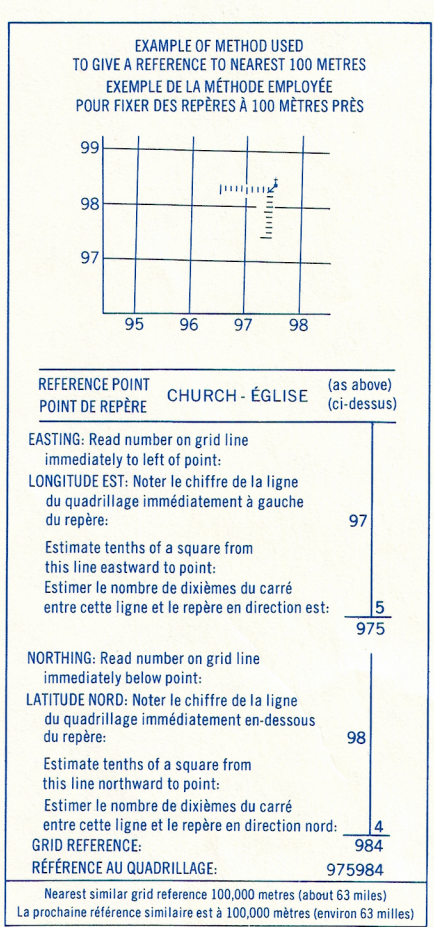 EXAMPLE OF METHOD USED
TO GIVE A REFERENCE TO NEAREST 100 METRES
EXEMPLE DE LA MÉTHODE EMPLOYÉE
POUR FIXER DES REPÈRES À 100 MÈTRES PRÈS
99
98
97
95 96 97 98
REFERENCE POINT
POINT DE REPÈRE
CHURCH - ÉGLISE
(as above)
(ci-dessus)
EASTING: Read number on grid line
immediately to left of point:
LONGITUDE EST: Noter le chiffre de la ligne
du quadrillage immédiatement à gauche
du repère: 97
Estimate tenths of a square from
this line eastward to point:
Estimer le nombre de dixièmes du carré
entre cette ligne et le repère en direction est: 5
975
NORTHING: Read number on grid line
immediately below point:
LATITUDE NORD: Noter le chiffre de la ligne
du quadrillage immédiatement en-dessous
du repère: 98
Estimate tenths of a square from
this line northward to point:
Estimer le nombre de dixièmes du carré
entre cette ligne et le repère en direction nord: 4
GRID REFERENCE: 984
RÉFÉRENCE AU QUADRILLAGE: 975984
Nearest similar grid reference 100,000 metres (about 63 miles)
La prochaine référence similaire est à 100,000 mètres (environ 63 milles)